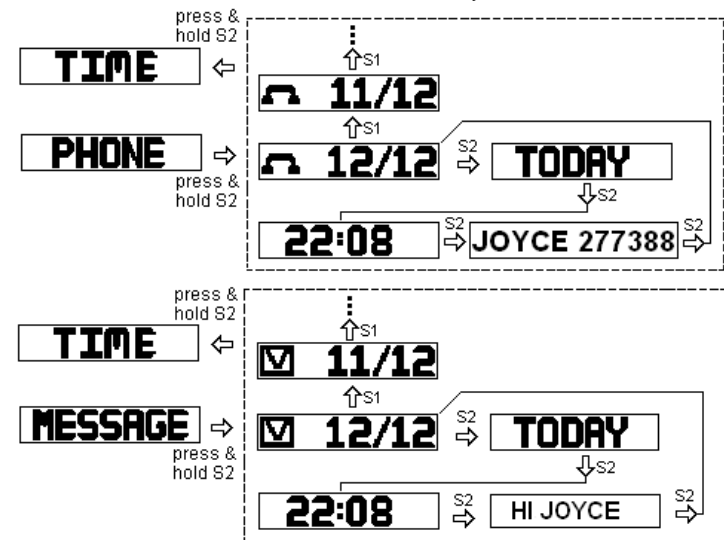 press &
hold S2
TIME
S1
11/12
S1
PHONE
12/12
S2
TODAY
press &
hold S2
S2
22:08
S2
JOYCE 277388
S2
press &
hold S2
TIME
S1
11/12
S1
MESSAGE
12/12
S2
TODAY
press &
hold S2
S2
22:08
S2
HI JOYCE
S2